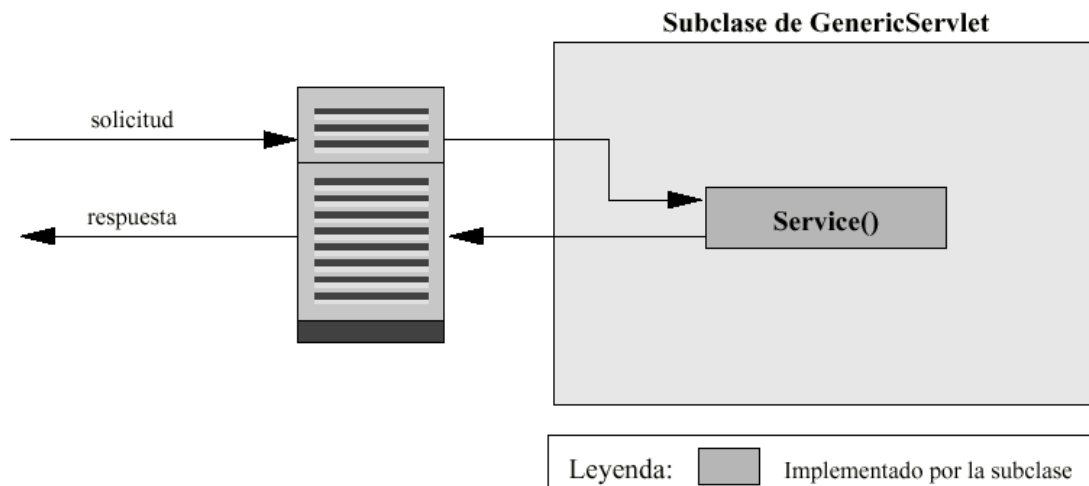 Subclase de GenericServlet
solicitud
respuesta
Service()
Leyenda:
Implementado por la subclase